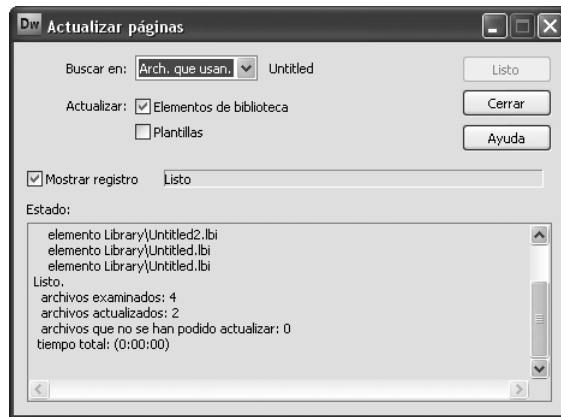 Dw Actualizar páginas
Buscar en: Arch. que usan. Untitled
Listo
Actualizar: Elementos de biblioteca
Cerrar
Plantillas
Ayuda
Mostrar registro Listo
Estado:
elemento Library\Untitled2.lbi
elemento Library\Untitled.lbi
elemento Library\Untitled.lbi
Listo.
archivos examinados: 4
archivos actualizados: 2
archivos que no se han podido actualizar: 0
tiempo total: (0:00:00)